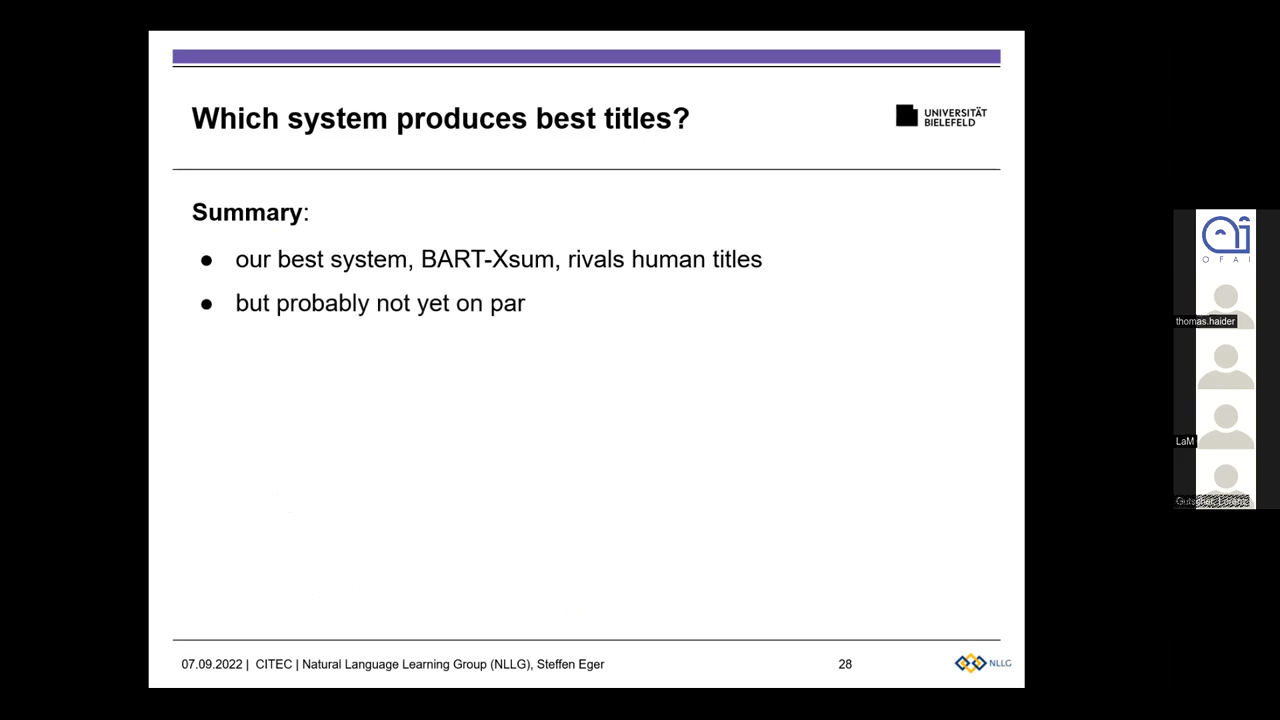 Which system produces best titles?
UNIVERSITÄT
BIELEFELD
Summary:
● our best system, BART-Xsum, rivals human titles
● but probably not yet on par
07.09.2022 | CITEC | Natural Language Learning Group (NLLG), Steffen Eger
28
NLLG
OFAI
thomas.haider
LaM